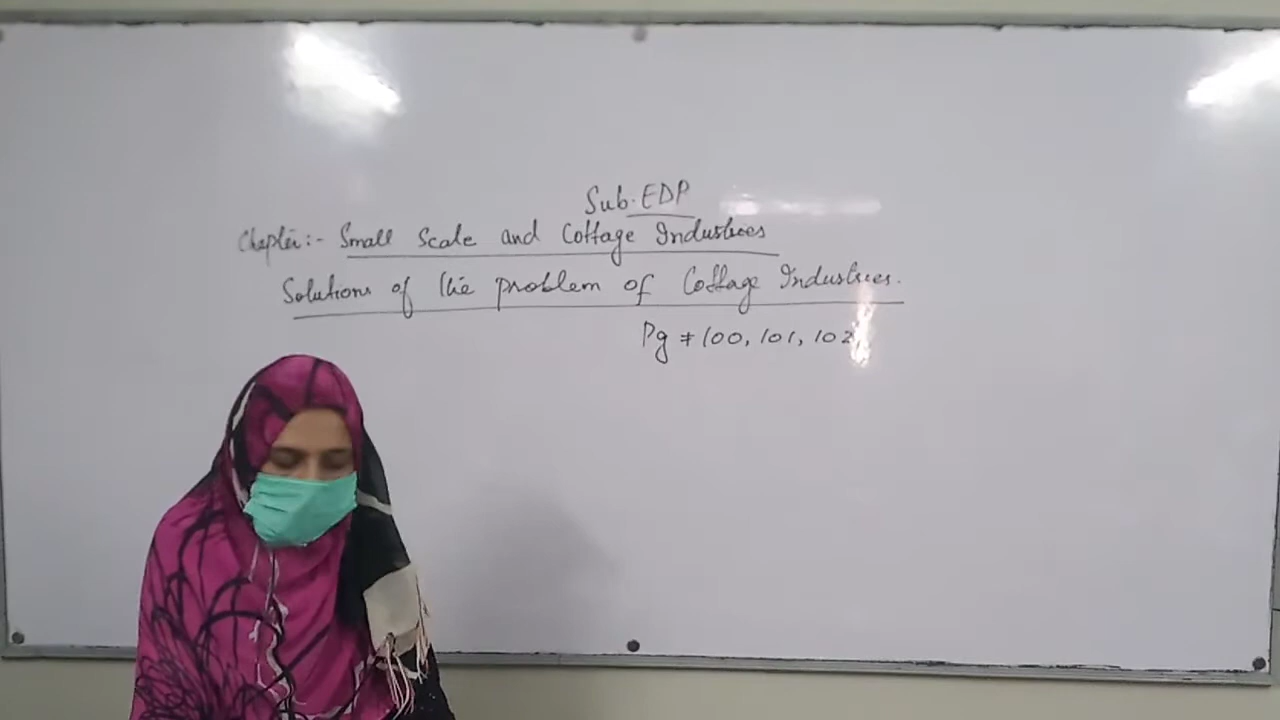 Sub. EDP
Chapter:- Small Scale and Cottage Industries
Solutions of the problem of Cottage Industries.
Pg # 100, 101, 102